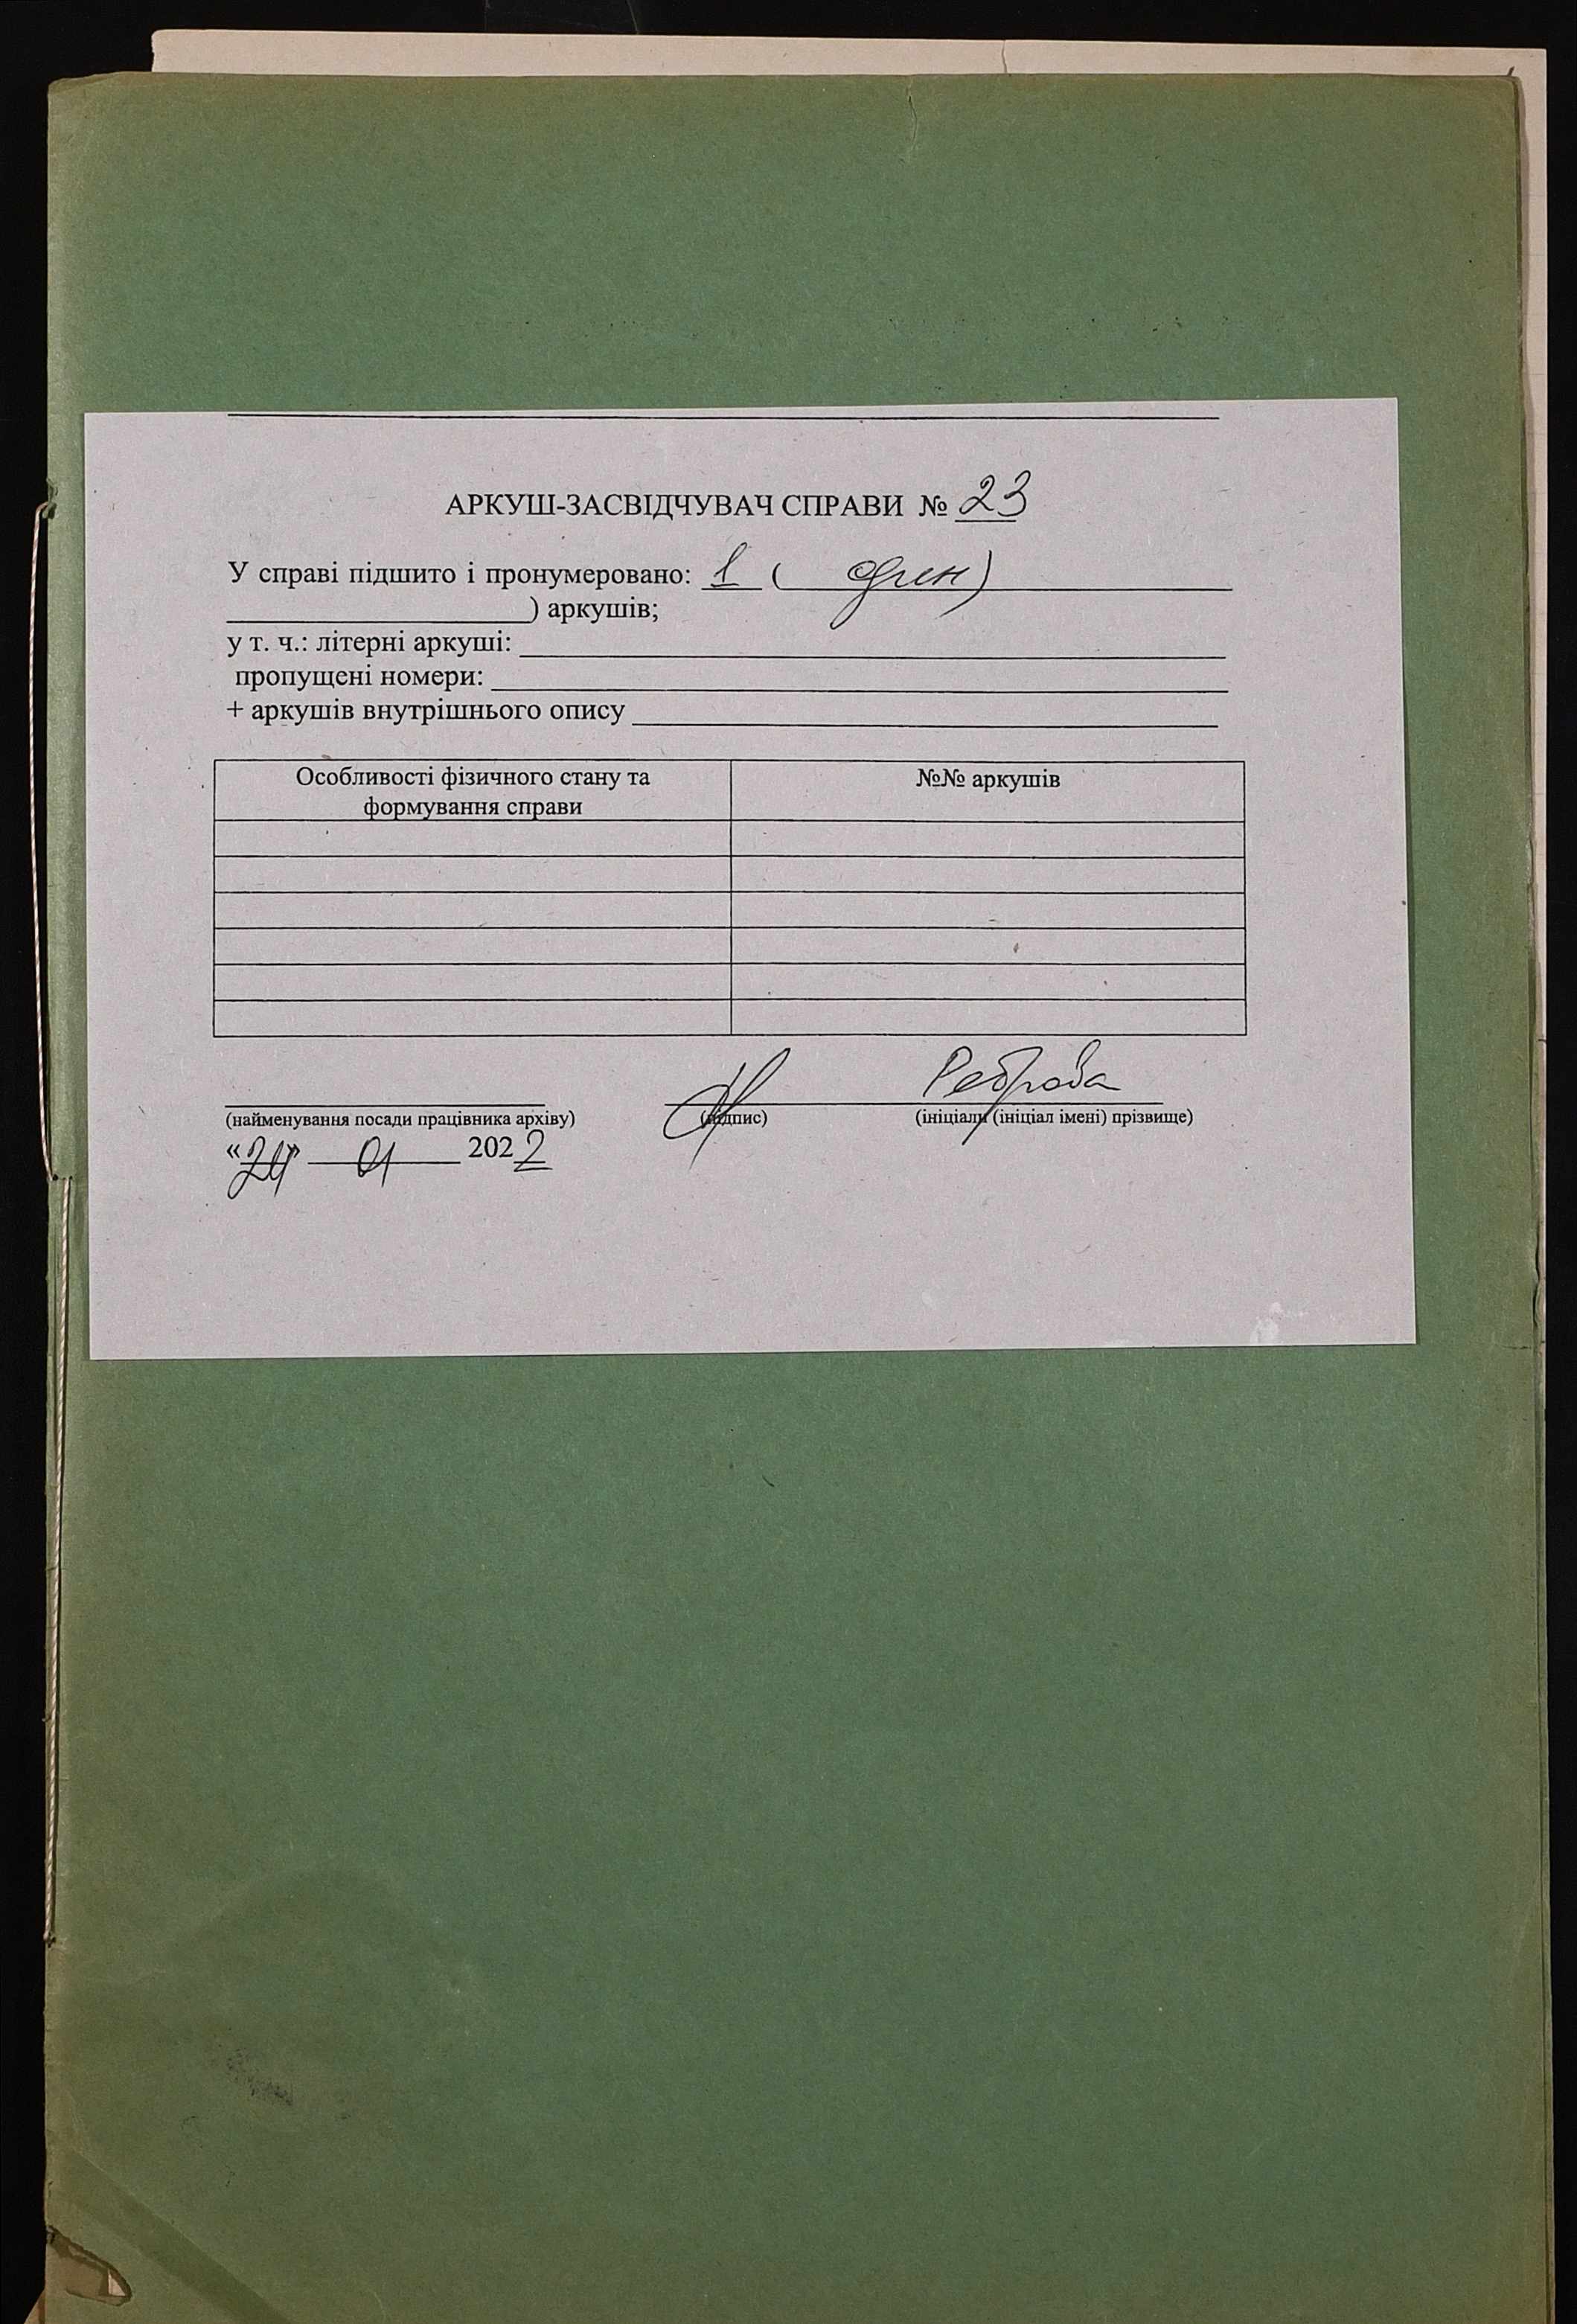 АРКУШ-ЗАСВІДЧУВАЧ СПРАВИ № 23
У справі підшито і пронумеровано: 1 ( один)
) аркушів;
у т. ч.: літерні аркуші:
пропущені номери:
+ аркушів внутрішнього опису
Особливості фізичного стану та формування справи
№№ аркушів
Реброва
(найменування посади працівника архіву) (підпис) (ініціали (ініціал імені) прізвище)
«24» 01 2022